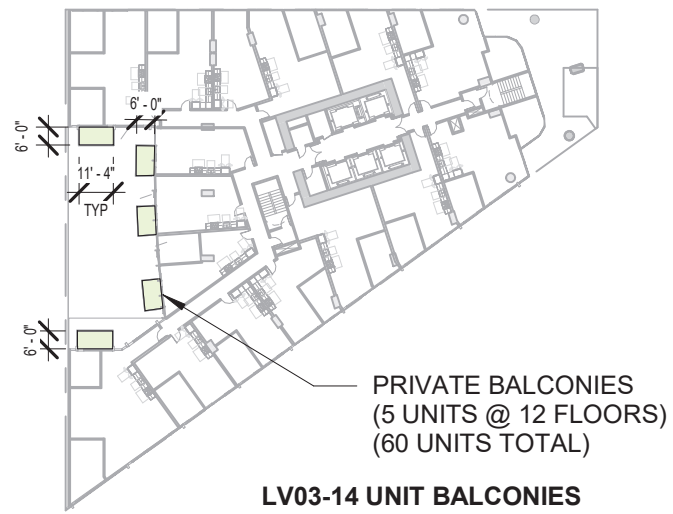 6' - 0"
6' - 0"
11' - 4"
TYP
6' - 0"
PRIVATE BALCONIES
(5 UNITS @ 12 FLOORS)
(60 UNITS TOTAL)
LV03-14 UNIT BALCONIES